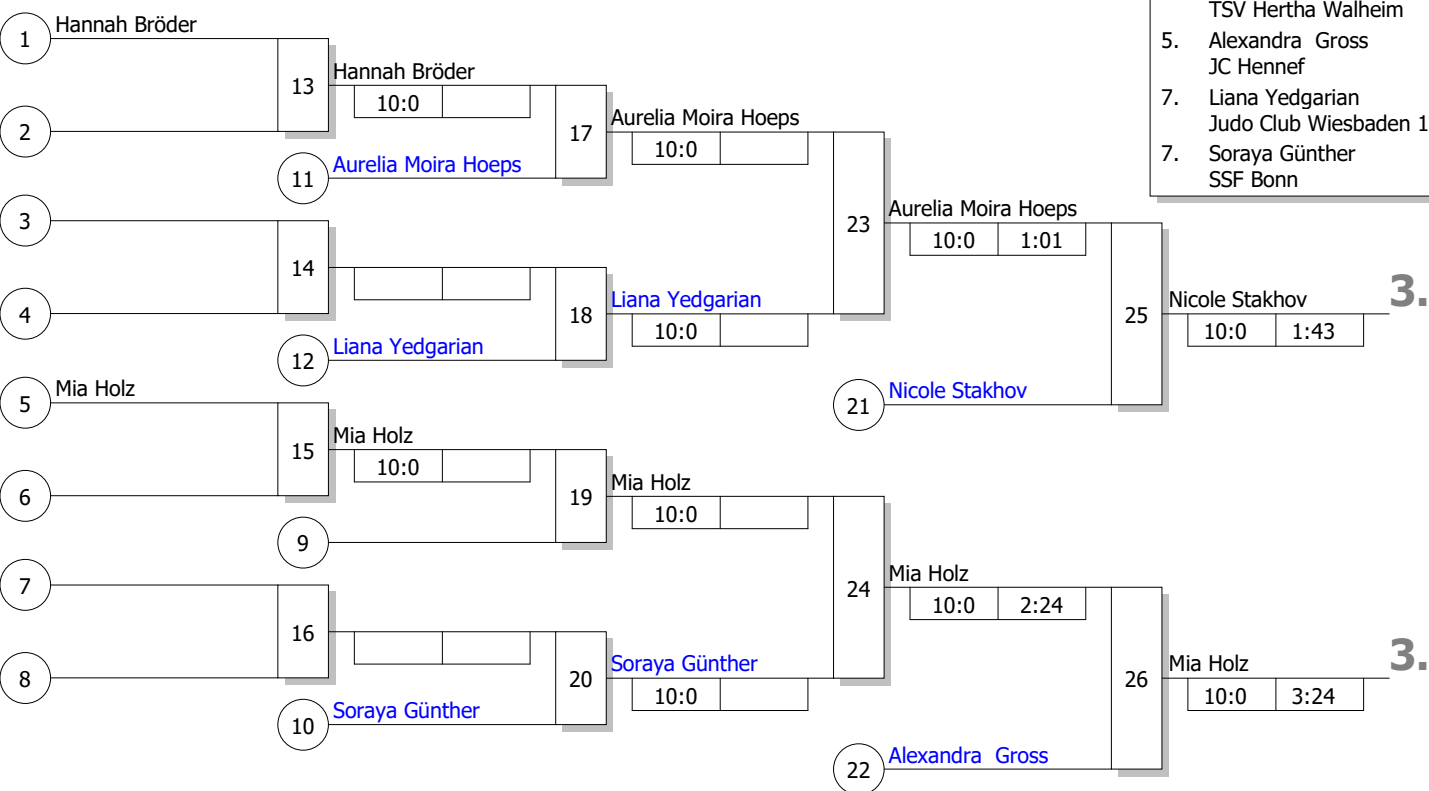 TSV Hertha Walheim
5. Alexandra Gross
JC Hennef
7. Liana Yedgarian
Judo Club Wiesbaden 1
7. Soraya Günther
SSF Bonn
1 Hannah Bröder
2
13
Hannah Bröder
10:0
11 Aurelia Moira Hoeps
17
Aurelia Moira Hoeps
10:0
3
4
14
12 Liana Yedgarian
18
Liana Yedgarian
10:0
23
Aurelia Moira Hoeps
10:0 1:01
21 Nicole Stakhov
25
Nicole Stakhov 3.
10:0 1:43
5 Mia Holz
6
15
Mia Holz
10:0
9
19
Mia Holz
10:0
7
8
16
10 Soraya Günther
20
Soraya Günther
10:0
24
Mia Holz
10:0 2:24
22 Alexandra Gross
26
Mia Holz 3.
10:0 3:24